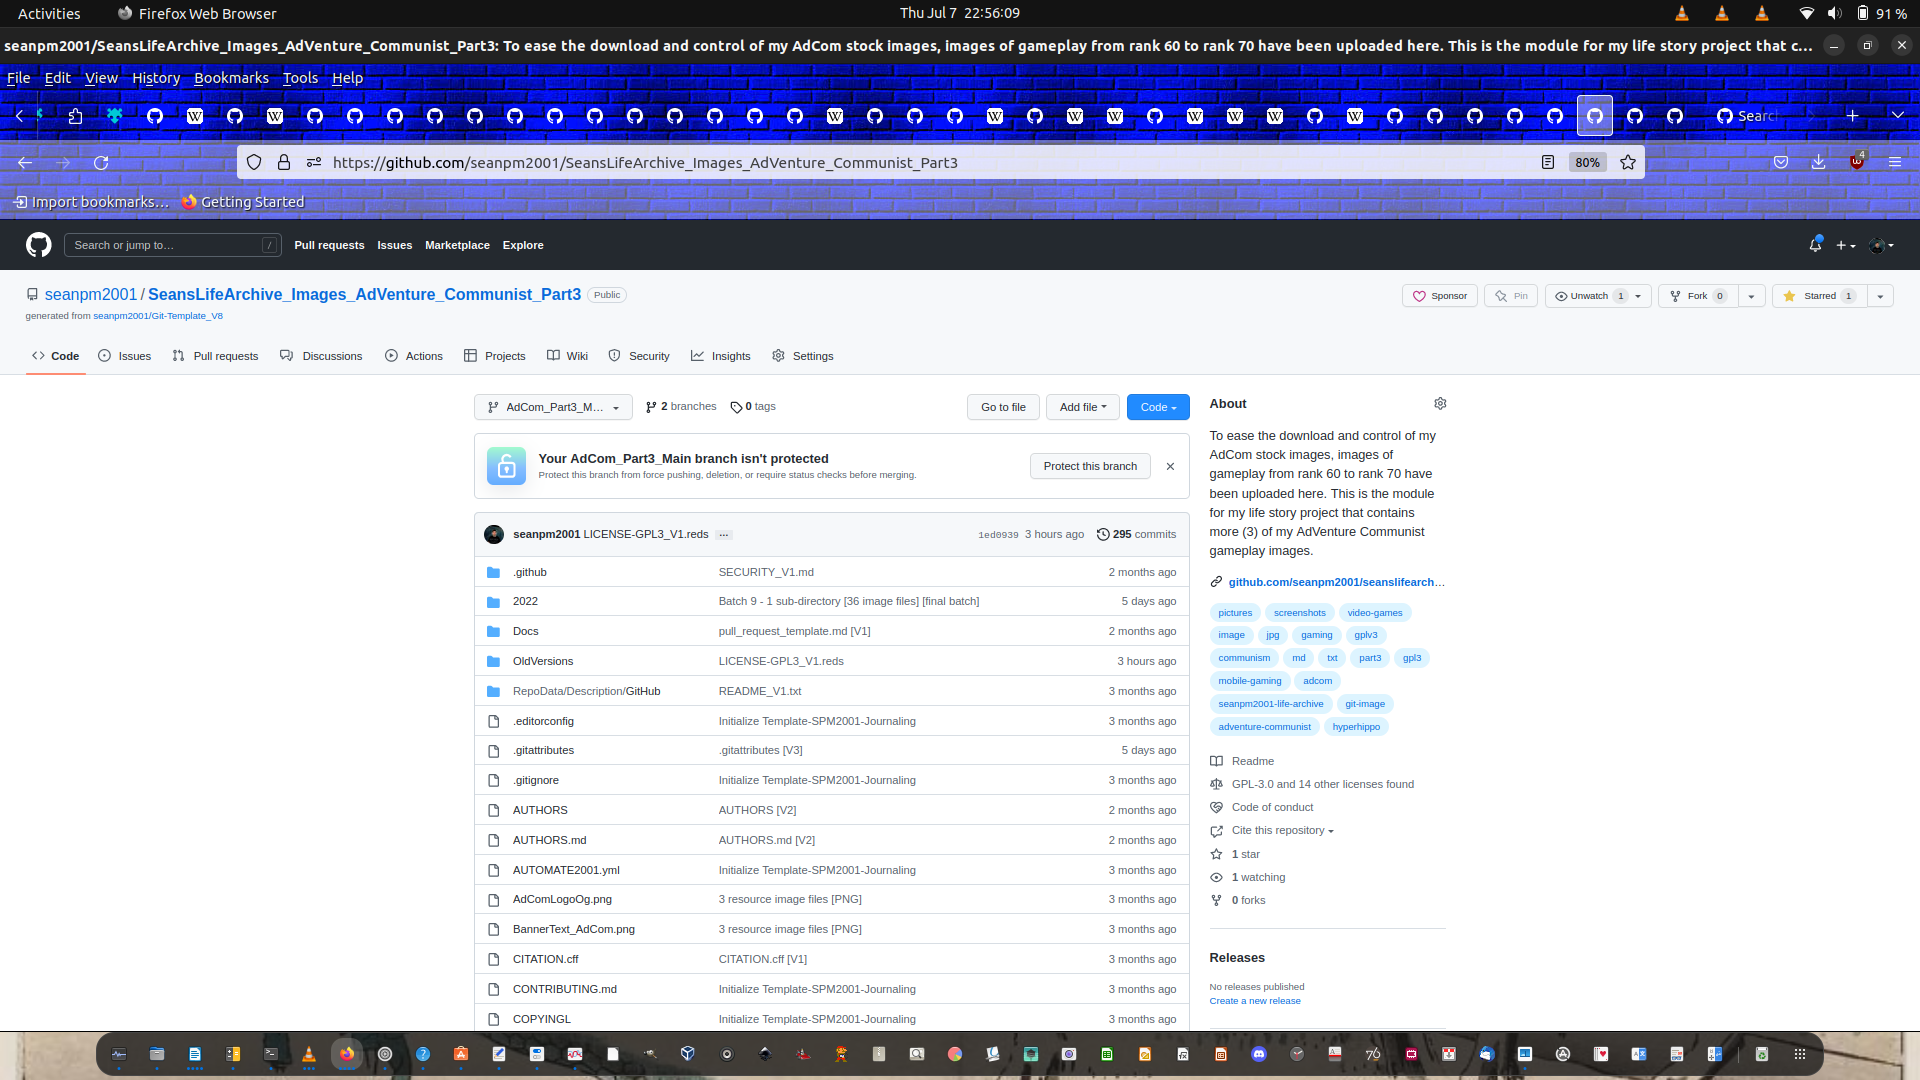 Activities
Firefox Web Browser
Thu Jul 7 22:56:09
91 %
seanpm2001/SeansLifeArchive_Images_AdVenture_Communist_Part3: To ease the download and control of my AdCom stock images, images of gameplay from rank 60 to rank 70 have been uploaded here. This is the module for my life story project that c...
File Edit View History Bookmarks Tools Help
Search
https://github.com/seanpm2001/SeansLifeArchive_Images_AdVenture_Communist_Part3
80%
4
Import bookmarks...
Getting Started
Search or jump to...
/
Pull requests
Issues
Marketplace
Explore
seanpm2001 / SeansLifeArchive_Images_AdVenture_Communist_Part3 Public
generated from seanpm2001/Git-Template_V8
Sponsor
Pin
Unwatch 1
Fork 0
Starred 1
Code
Issues
Pull requests
Discussions
Actions
Projects
Wiki
Security
Insights
Settings
AdCom_Part3_M...
2 branches
0 tags
Go to file
Add file
Code
Your AdCom_Part3_Main branch isn't protected
Protect this branch from force pushing, deletion, or require status checks before merging.
Protect this branch
seanpm2001 LICENSE-GPL3_V1.reds ... 1ed0939 3 hours ago 295 commits
.github SECURITY_V1.md 2 months ago
2022 Batch 9 - 1 sub-directory [36 image files] [final batch] 5 days ago
Docs pull_request_template.md [V1] 2 months ago
OldVersions LICENSE-GPL3_V1.reds 3 hours ago
RepoData/Description/GitHub README_V1.txt 3 months ago
.editorconfig Initialize Template-SPM2001-Journaling 3 months ago
.gitattributes .gitattributes [V3] 5 days ago
.gitignore Initialize Template-SPM2001-Journaling 3 months ago
AUTHORS AUTHORS [V2] 2 months ago
AUTHORS.md AUTHORS.md [V2] 2 months ago
AUTOMATE2001.yml Initialize Template-SPM2001-Journaling 3 months ago
AdComLogoOg.png 3 resource image files [PNG] 3 months ago
BannerText_AdCom.png 3 resource image files [PNG] 3 months ago
CITATION.cff CITATION.cff [V1] 3 months ago
CONTRIBUTING.md Initialize Template-SPM2001-Journaling 3 months ago
COPYINGL Initialize Template-SPM2001-Journaling 3 months ago
About
To ease the download and control of my
AdCom stock images, images of
gameplay from rank 60 to rank 70 have
been uploaded here. This is the module
for my life story project that contains
more (3) of my AdVenture Communist
gameplay images.
github.com/seanpm2001/seanslifearch...
pictures screenshots video-games
image jpg gaming gplv3
communism md txt part3 gpl3
mobile-gaming adcom
seanpm2001-life-archive git-image
adventure-communist hyperhippo
Readme
GPL-3.0 and 14 other licenses found
Code of conduct
Cite this repository
1 star
1 watching
0 forks
Releases
No releases published
Create a new release